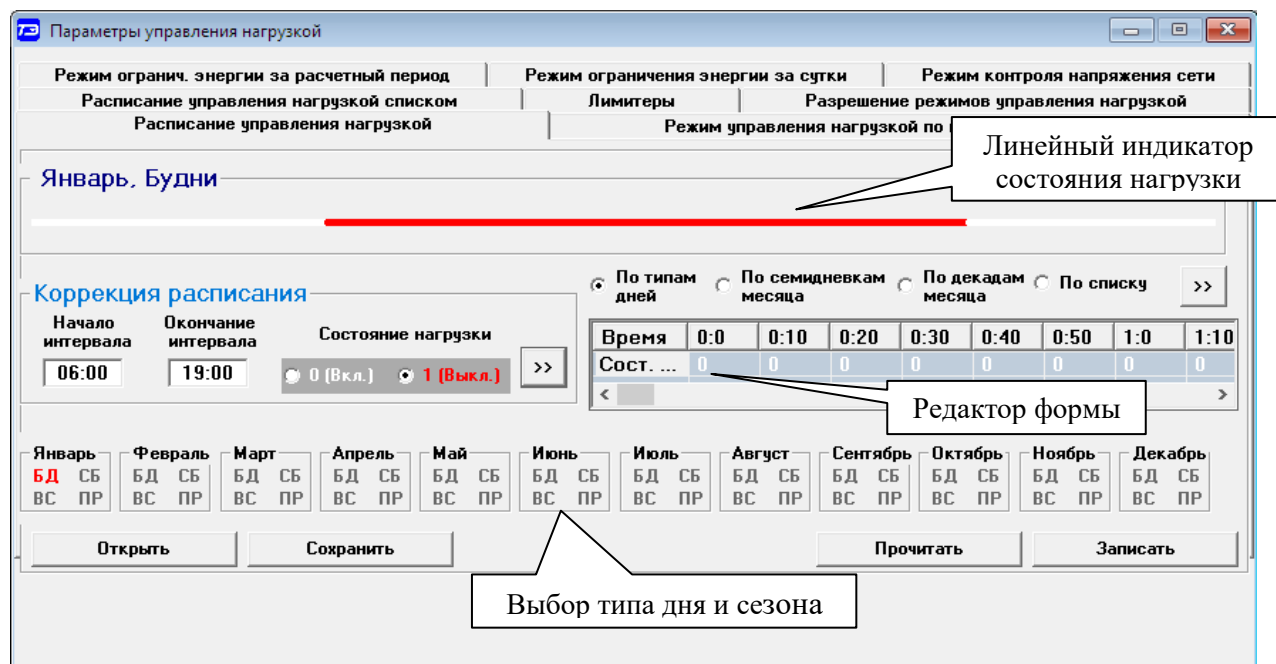 ТЭ Параметры управления нагрузкой
Режим огранич. энергии за расчетный период Режим ограничения энергии за сутки Режим контроля напряжения сети
Расписание управления нагрузкой списком Лимитеры Разрешение режимов управления нагрузкой
Расписание управления нагрузкой Режим управления нагрузкой по
Линейный индикатор
состояния нагрузки
Январь, Будни
По типам дней По семидневкам месяца По декадам месяца По списку >>
Коррекция расписания
Начало интервала Окончание интервала Состояние нагрузки
06:00 19:00 0 (Вкл.) 1 (Выкл.) >>
Время 0:0 0:10 0:20 0:30 0:40 0:50 1:0 1:10
Сост. ... 0 0 0 0 0 0 0 0
< >
Редактор формы
Январь Февраль Март Апрель Май Июнь Июль Август Сентябрь Октябрь Ноябрь Декабрь
БД СБ БД СБ БД СБ БД СБ БД СБ БД СБ БД СБ БД СБ БД СБ БД СБ БД СБ БД СБ
ВС ПР ВС ПР ВС ПР ВС ПР ВС ПР ВС ПР ВС ПР ВС ПР ВС ПР ВС ПР ВС ПР ВС ПР
Открыть Сохранить Прочитать Записать
Выбор типа дня и сезона